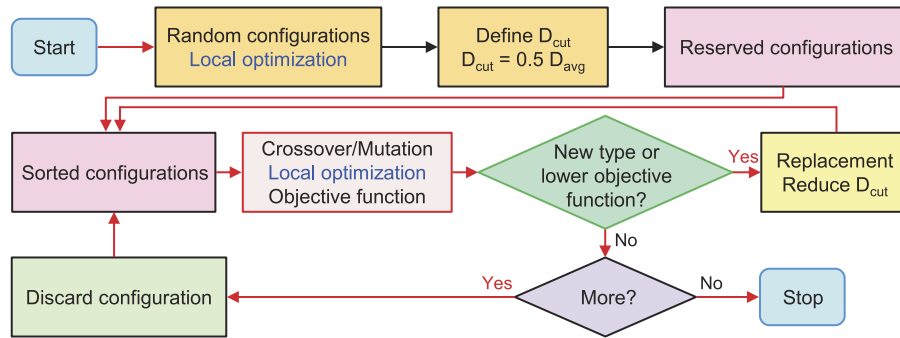 Start
Random configurations
Local optimization
Define Dcut
Dcut = 0.5 Davg
Reserved configurations
Sorted configurations
Crossover/Mutation
Local optimization
Objective function
New type or
lower objective
function?
Yes
Replacement
Reduce Dcut
No
Discard configuration
Yes
More?
No
Stop